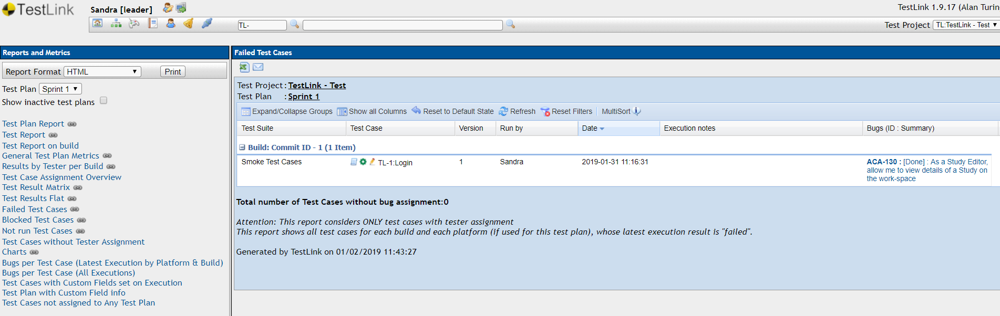 TestLink
Sandra [leader]
TestLink 1.9.17 (Alan Turin
TL-
Test Project TL:TestLink - Test
Reports and Metrics
Report Format HTML Print
Test Plan Sprint 1
Show inactive test plans
Test Plan Report
Test Report
Test Report on build
General Test Plan Metrics
Results by Tester per Build
Test Case Assignment Overview
Test Result Matrix
Test Results Flat
Failed Test Cases
Blocked Test Cases
Not run Test Cases
Test Cases without Tester Assignment
Charts
Bugs per Test Case (Latest Execution by Platform & Build)
Bugs per Test Case (All Executions)
Test Cases with Custom Fields set on Execution
Test Plan with Custom Field info
Test Cases not assigned to Any Test Plan
Failed Test Cases
Test Project : TestLink - Test
Test Plan : Sprint 1
Expand/Collapse Groups Show all Columns Reset to Default State Refresh Reset Filters MultiSort
Test Suite Test Case Version Run by Date Execution notes Bugs (ID : Summary)
Build: Commit ID - 1 (1 Item)
Smoke Test Cases TL-1:Login 1 Sandra 2019-01-31 11:16:31 ACA-130 : [Done] : As a Study Editor,
allow me to view details of a Study on
the work-space
Total number of Test Cases without bug assignment:0
Attention: This report considers ONLY test cases with tester assignment
This report shows all test cases for each build and each platform (if used for this test plan), whose latest execution result is "failed".
Generated by TestLink on 01/02/2019 11:43:27